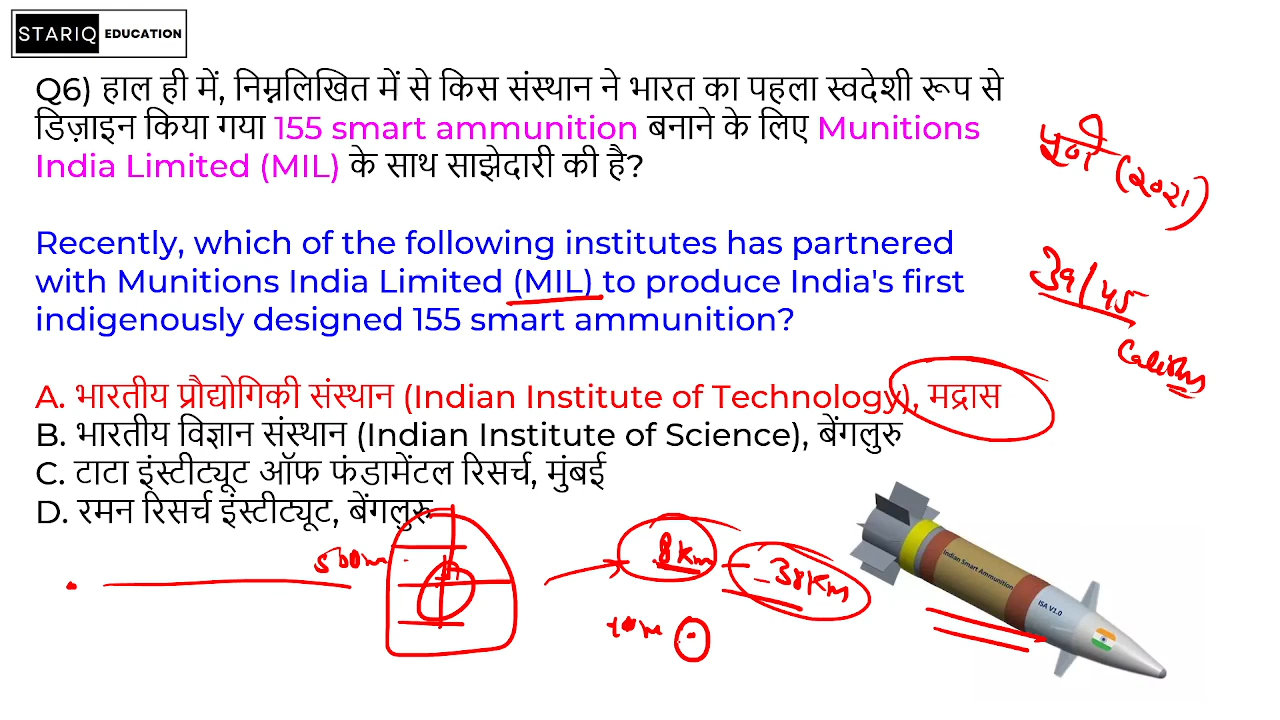 STARIQ EDUCATION
Q6) हाल ही में, निम्नलिखित में से किस संस्थान ने भारत का पहला स्वदेशी रूप से
डिज़ाइन किया गया 155 smart ammunition बनाने के लिए Munitions
India Limited (MIL) के साथ साझेदारी की है?
पूणे (२०२१)
Recently, which of the following institutes has partnered
with Munitions India Limited (MIL) to produce India's first
indigenously designed 155 smart ammunition?
39/45
A. भारतीय प्रौद्योगिकी संस्थान (Indian Institute of Technology), मद्रास
B. भारतीय विज्ञान संस्थान (Indian Institute of Science), बेंगलुरु
C. टाटा इंस्टीट्यूट ऑफ फंडामेंटल रिसर्च, मुंबई
D. रमन रिसर्च इंस्टीट्यूट, बेंगलुरु
500m
8km
38km
10m
Indian Smart Ammunition
ISA V1.0